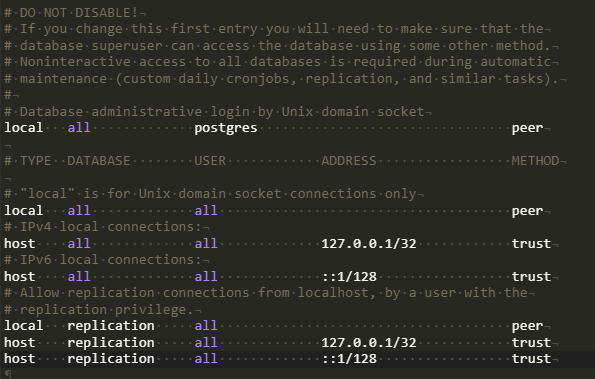 # DO NOT DISABLE!
# If you change this first entry you will need to make sure that the
# database superuser can access the database using some other method.
# Noninteractive access to all databases is required during automatic
# maintenance (custom daily cronjobs, replication, and similar tasks).
#
# Database administrative login by Unix domain socket
local   all             postgres                                peer

# TYPE  DATABASE        USER            ADDRESS                 METHOD

# "local" is for Unix domain socket connections only
local   all             all                                     peer
# IPv4 local connections:
host    all             all             127.0.0.1/32            trust
# IPv6 local connections:
host    all             all             ::1/128                 trust
# Allow replication connections from localhost, by a user with the
# replication privilege.
local   replication     all                                     peer
host    replication     all             127.0.0.1/32            trust
host    replication     all             ::1/128                 trust